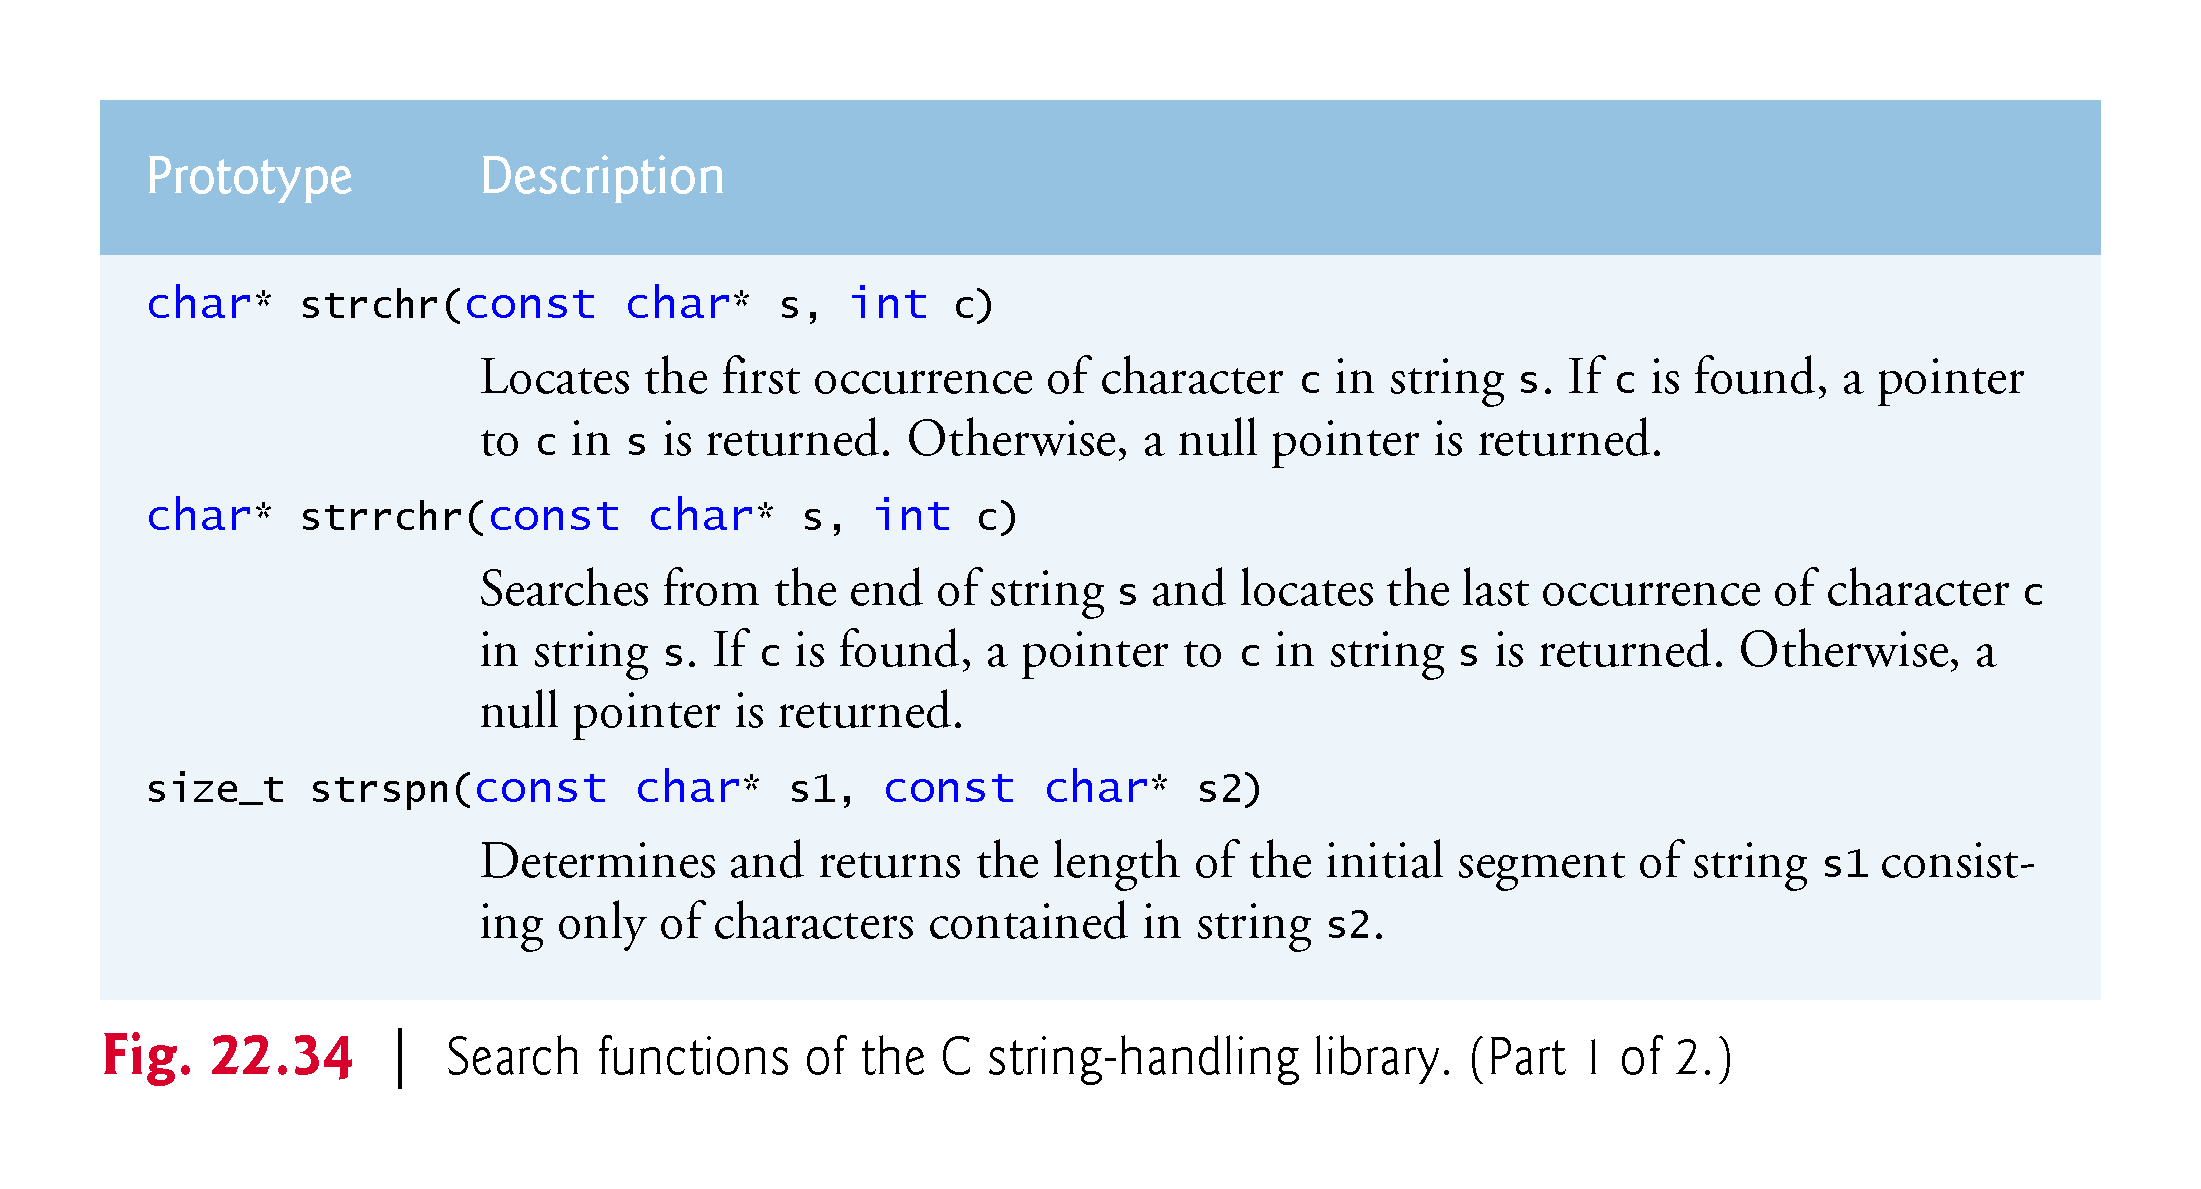 Prototype Description
char* strchr(const char* s, int c)
Locates the first occurrence of character c in string s. If c is found, a pointer
to c in s is returned. Otherwise, a null pointer is returned.
char* strrchr(const char* s, int c)
Searches from the end of string s and locates the last occurrence of character c
in string s. If c is found, a pointer to c in string s is returned. Otherwise, a
null pointer is returned.
size_t strspn(const char* s1, const char* s2)
Determines and returns the length of the initial segment of string s1 consist-
ing only of characters contained in string s2.
Fig. 22.34 | Search functions of the C string-handling library. (Part 1 of 2.)